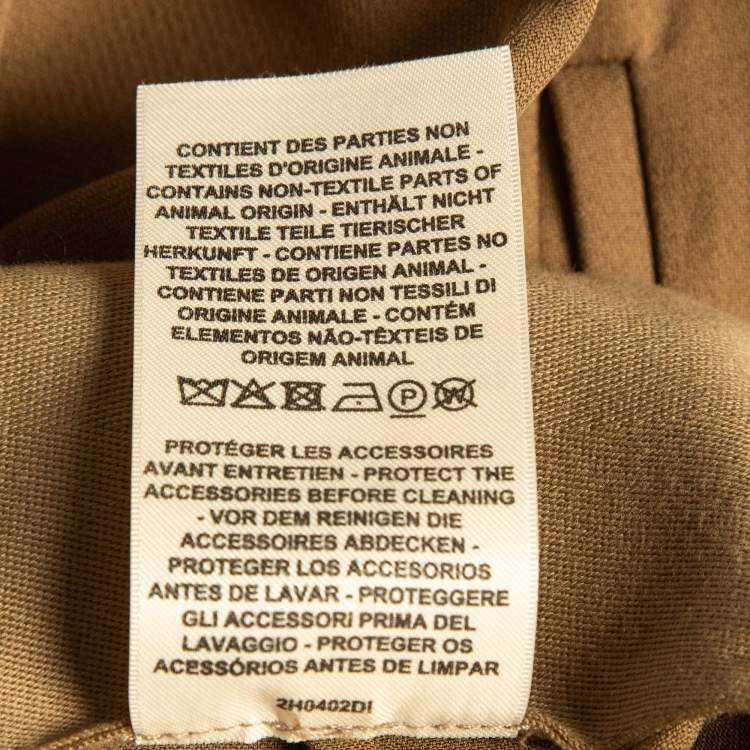 CONTIENT DES PARTIES NON
TEXTILES D'ORIGINE ANIMALE -
CONTAINS NON-TEXTILE PARTS OF
ANIMAL ORIGIN - ENTHÄLT NICHT
TEXTILE TEILE TIERISCHER
HERKUNFT - CONTIENE PARTES NO
TEXTILES DE ORIGEN ANIMAL -
CONTIENE PARTI NON TESSILI DI
ORIGINE ANIMALE - CONTÉM
ELEMENTOS NÃO-TÊXTEIS DE
ORIGEM ANIMAL
P W
PROTÉGER LES ACCESSOIRES
AVANT ENTRETIEN - PROTECT THE
ACCESSORIES BEFORE CLEANING
- VOR DEM REINIGEN DIE
ACCESSOIRES ABDECKEN -
PROTEGER LOS ACCESORIOS
ANTES DE LAVAR - PROTEGGERE
GLI ACCESSORI PRIMA DEL
LAVAGGIO - PROTEGER OS
ACESSÓRIOS ANTES DE LIMPAR
2H0402DI